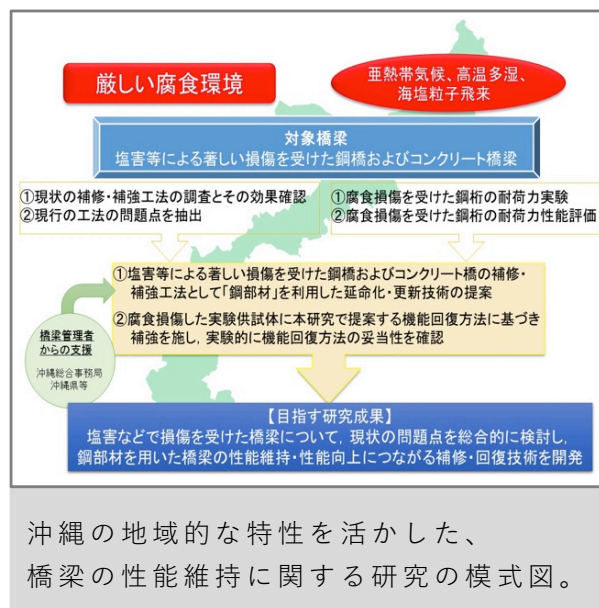 厳しい腐食環境
亜熱帯気候、高温多湿、
海塩粒子飛来
対象橋梁
塩害等による著しい損傷を受けた鋼橋およびコンクリート橋梁
①現状の補修・補強工法の調査とその効果確認
②現行の工法の問題点を抽出
①腐食損傷を受けた鋼桁の耐荷力実験
②腐食損傷を受けた鋼桁の耐荷力性能評価
①塩害等による著しい損傷を受けた鋼橋およびコンクリート橋の補修・
補強工法として「鋼部材」を利用した延命化・更新技術の提案
②腐食損傷した実験供試体に本研究で提案する機能回復方法に基づき
補強を施し，実験的に機能回復方法の妥当性を確認
橋梁管理者
からの支援
沖縄総合事務局
沖縄県等
【目指す研究成果】
塩害などで損傷を受けた橋梁について，現状の問題点を総合的に検討し，
鋼部材を用いた橋梁の性能維持・性能向上につながる補修・回復技術を開発
沖縄の地域的な特性を活かした、
橋梁の性能維持に関する研究の模式図。